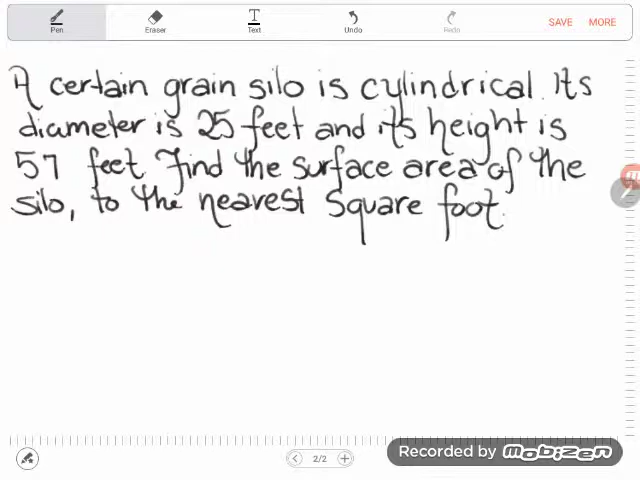 Pen Eraser Text Undo Redo SAVE MORE
A certain grain silo is cylindrical. Its
diameter is 25 feet and its height is
57 feet. Find the surface area of the
silo, to the nearest square foot.
2/2
Recorded by mobizen